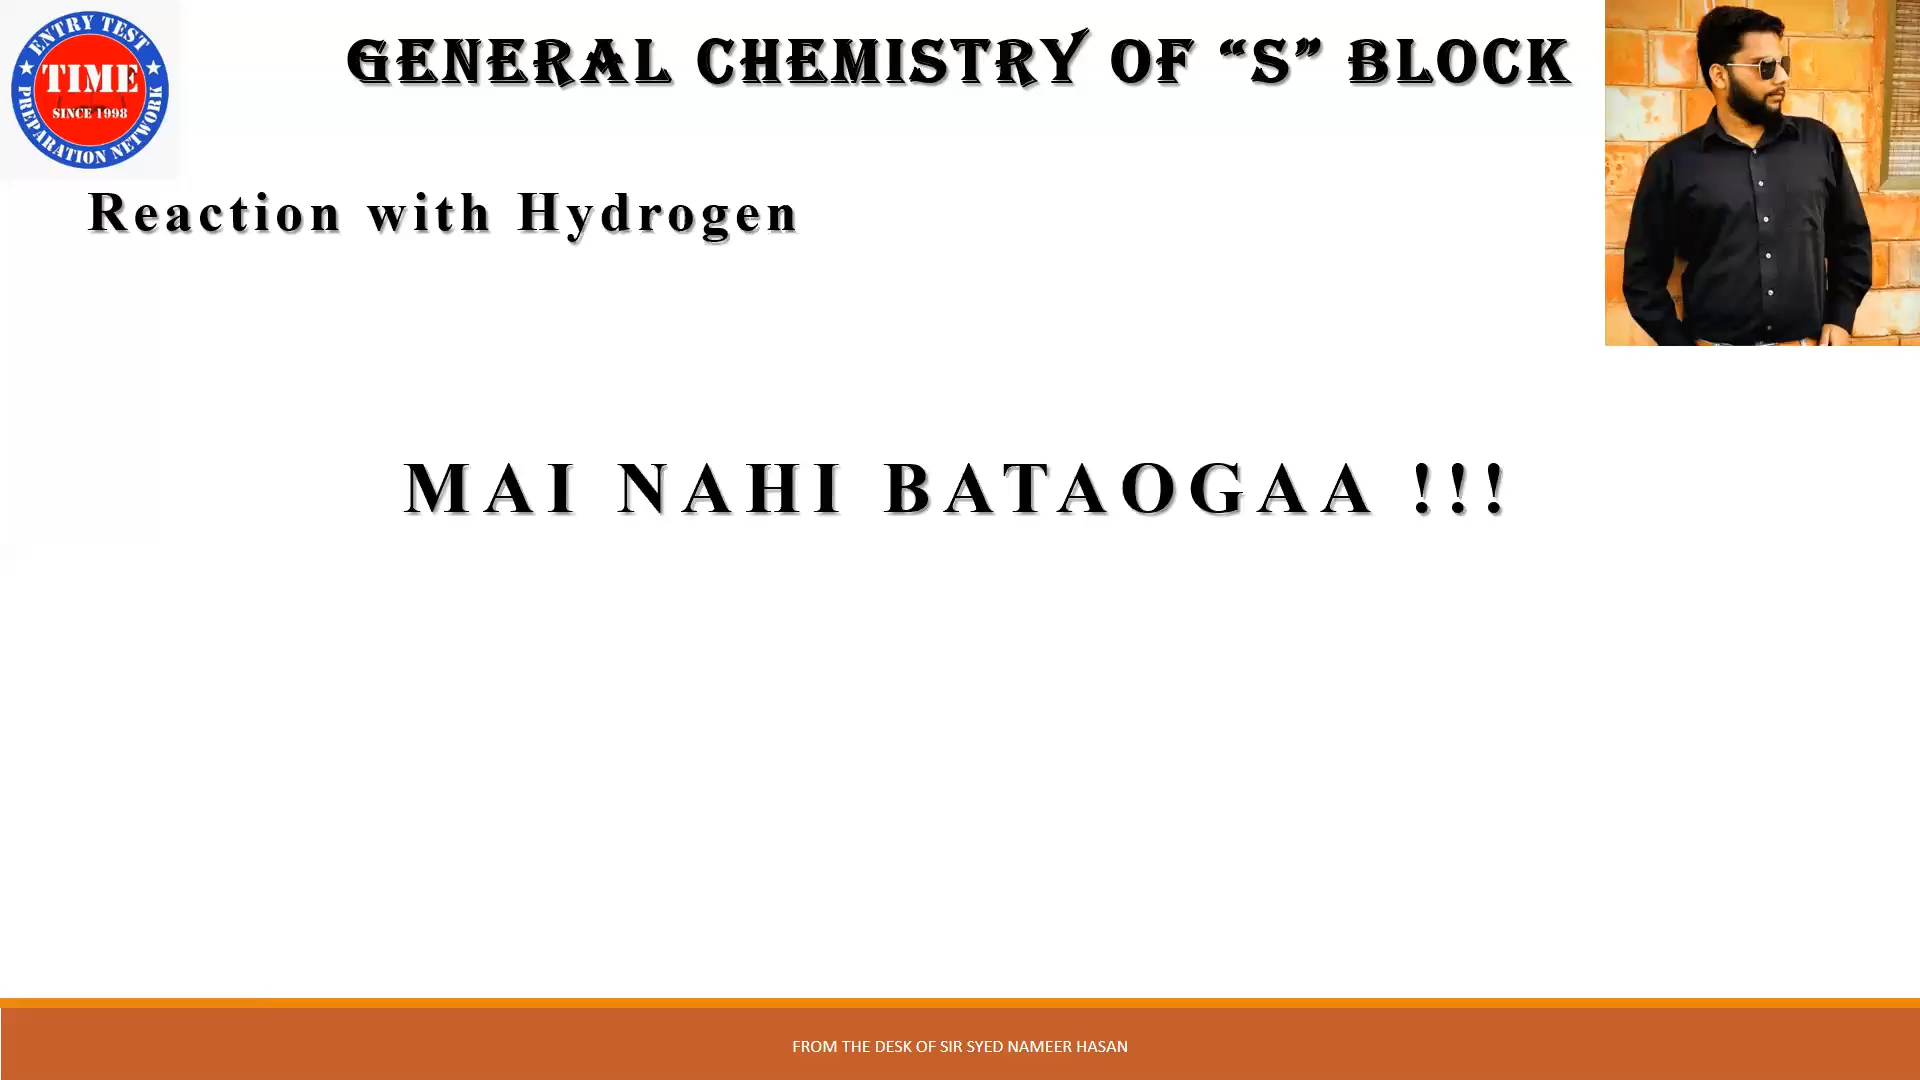 ENTRY TEST
TIME
SINCE 1998
PREPARATION NETWORK
GENERAL CHEMISTRY OF “S” BLOCK
Reaction with Hydrogen
MAI NAHI BATAOGAA !!!
FROM THE DESK OF SIR SYED NAMEER HASAN